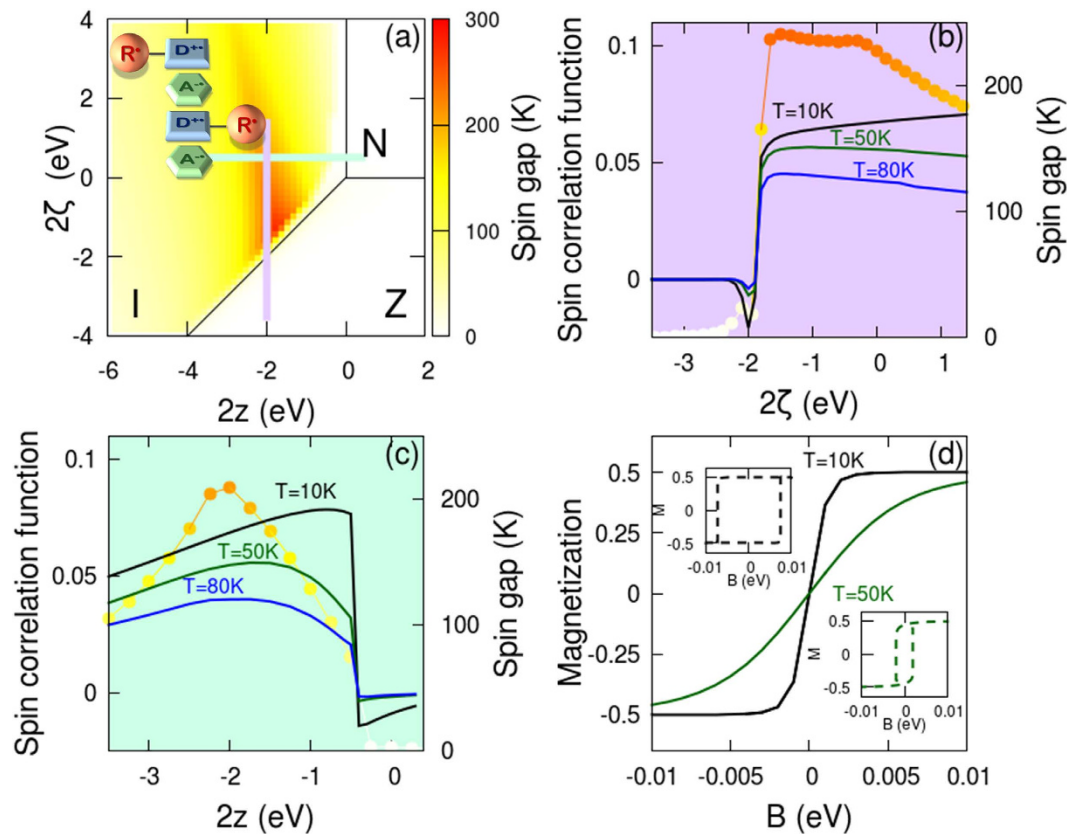 (a)
4
2
0
-2
-4
2ζ (eV)
R•
D+•
A-•
D+•
R•
A-•
N
I
Z
-6
-4
-2
0
2
2z (eV)
300
200
100
0
Spin gap (K)
(b)
0.1
0.05
0
Spin correlation function
T=10K
T=50K
T=80K
200
100
0
Spin gap (K)
-3
-2
-1
0
1
2ζ (eV)
(c)
0.1
0.05
0
Spin correlation function
T=10K
T=50K
T=80K
200
100
0
Spin gap (K)
-3
-2
-1
0
2z (eV)
(d)
0.5
0.25
0
-0.25
-0.5
Magnetization
T=10K
0.5
0
-0.5
M
-0.01
0
0.01
B (eV)
T=50K
0.5
0
-0.5
M
-0.01
0
0.01
B (eV)
-0.01
-0.005
0
0.005
0.01
B (eV)